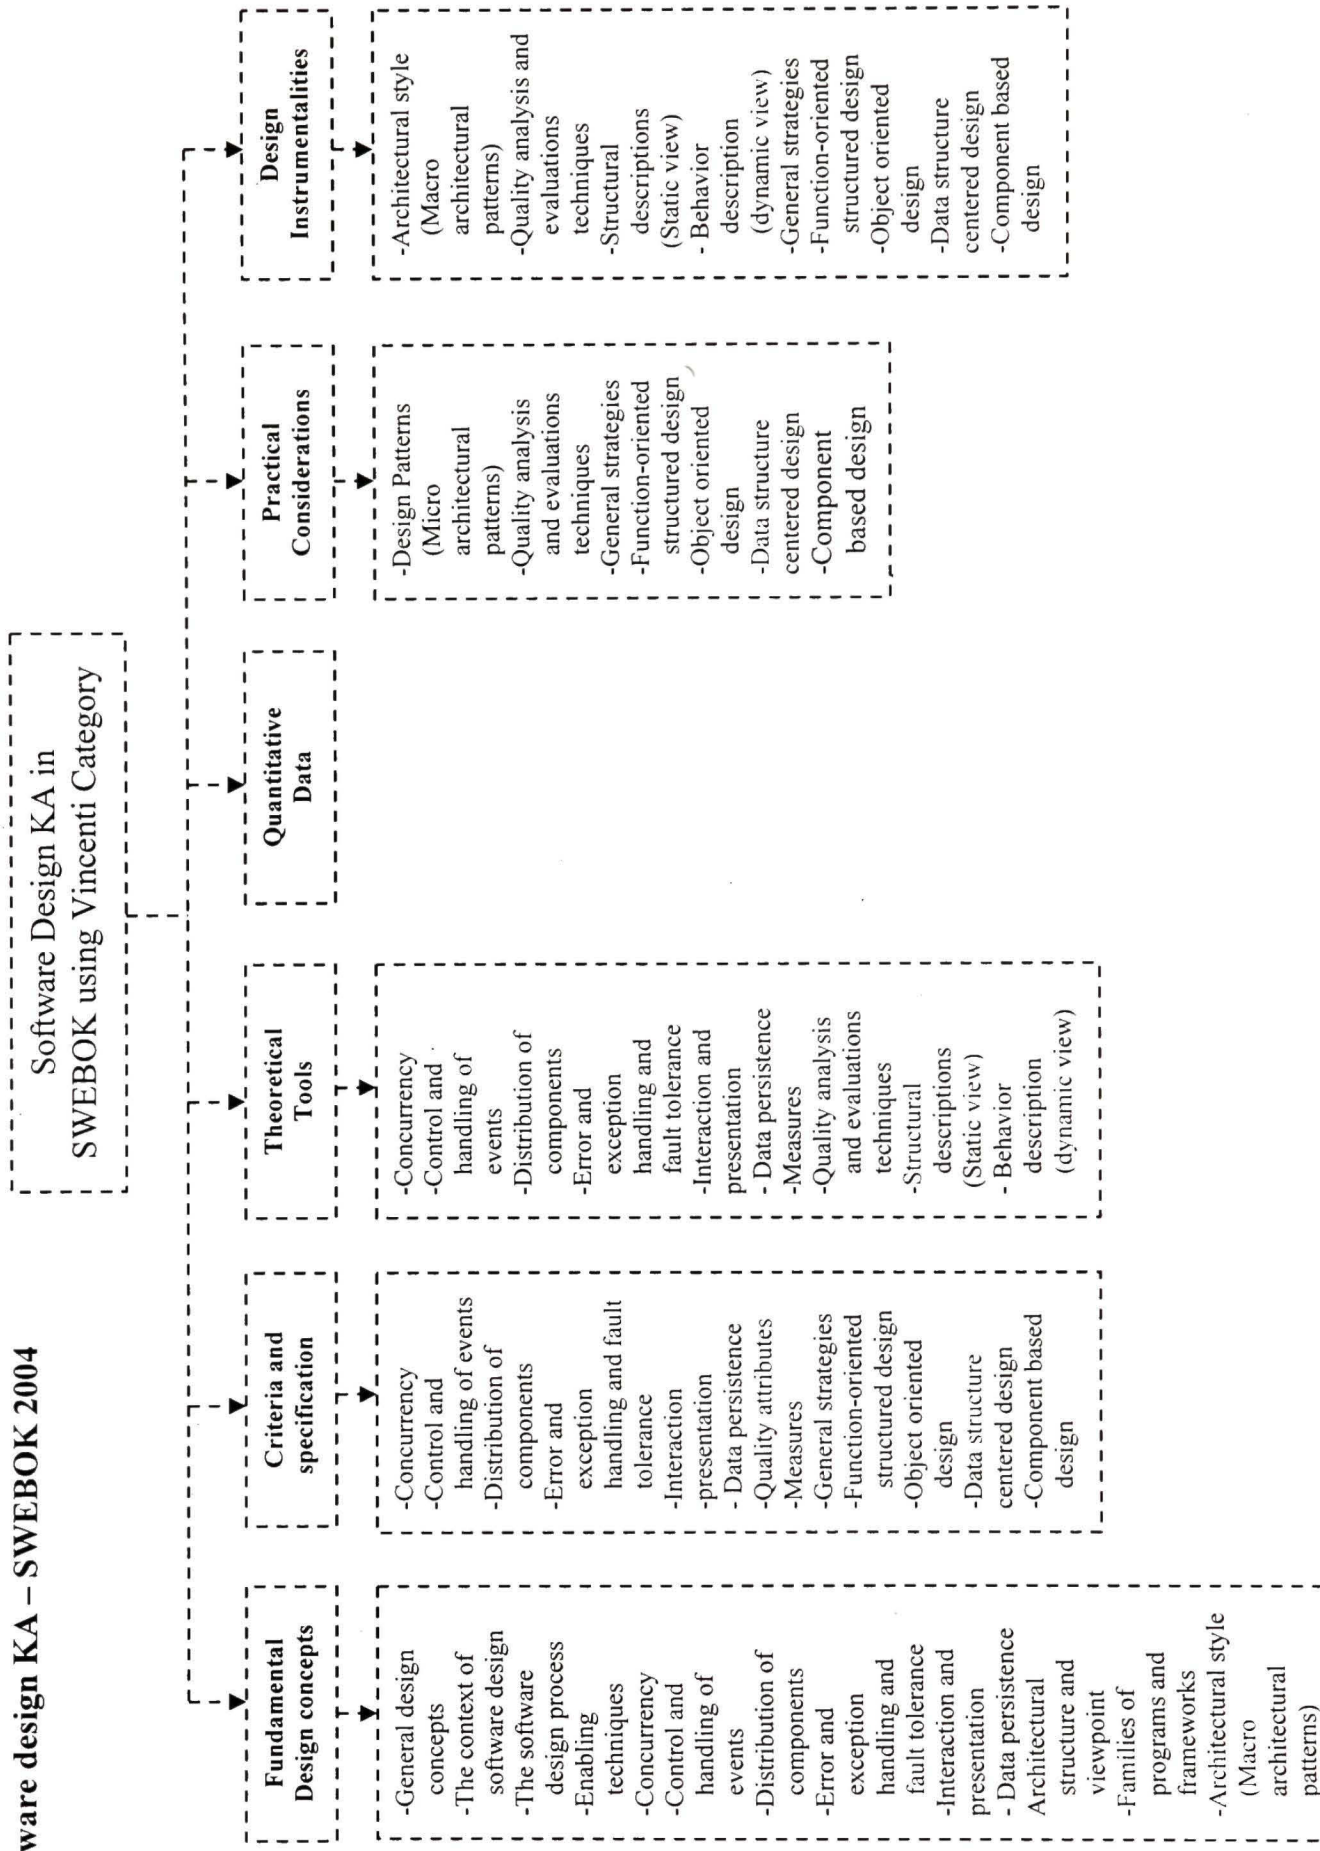 ware design KA – SWEBOK 2004
Software Design KA in
SWEBOK using Vincenti Category
Fundamental
Design concepts
-General design
concepts
-The context of
software design
-The software
design process
-Enabling
techniques
-Concurrency
-Control and
handling of
events
-Distribution of
components
-Error and
exception
handling and
fault tolerance
-Interaction and
presentation
- Data persistence
Architectural
structure and
viewpoint
-Families of
programs and
frameworks
-Architectural style
(Macro
architectural
patterns)
Criteria and
specification
-Concurrency
-Control and
handling of events
-Distribution of
components
-Error and
exception
handling and fault
tolerance
-Interaction
-presentation
- Data persistence
-Quality attributes
-Measures
-General strategies
-Function-oriented
structured design
-Object oriented
design
-Data structure
centered design
-Component based
design
Theoretical
Tools
-Concurrency
-Control and
handling of
events
-Distribution of
components
-Error and
exception
handling and
fault tolerance
-Interaction and
presentation
- Data persistence
-Measures
-Quality analysis
and evaluations
techniques
-Structural
descriptions
(Static view)
- Behavior
description
(dynamic view)
Quantitative
Data
Practical
Considerations
-Design Patterns
(Micro
architectural
patterns)
-Quality analysis
and evaluations
techniques
-General strategies
-Function-oriented
structured design
-Object oriented
design
-Data structure
centered design
-Component
based design
Design
Instrumentalities
-Architectural style
(Macro
architectural
patterns)
-Quality analysis and
evaluations
techniques
-Structural
descriptions
(Static view)
- Behavior
description
(dynamic view)
-General strategies
-Function-oriented
structured design
-Object oriented
design
-Data structure
centered design
-Component based
design